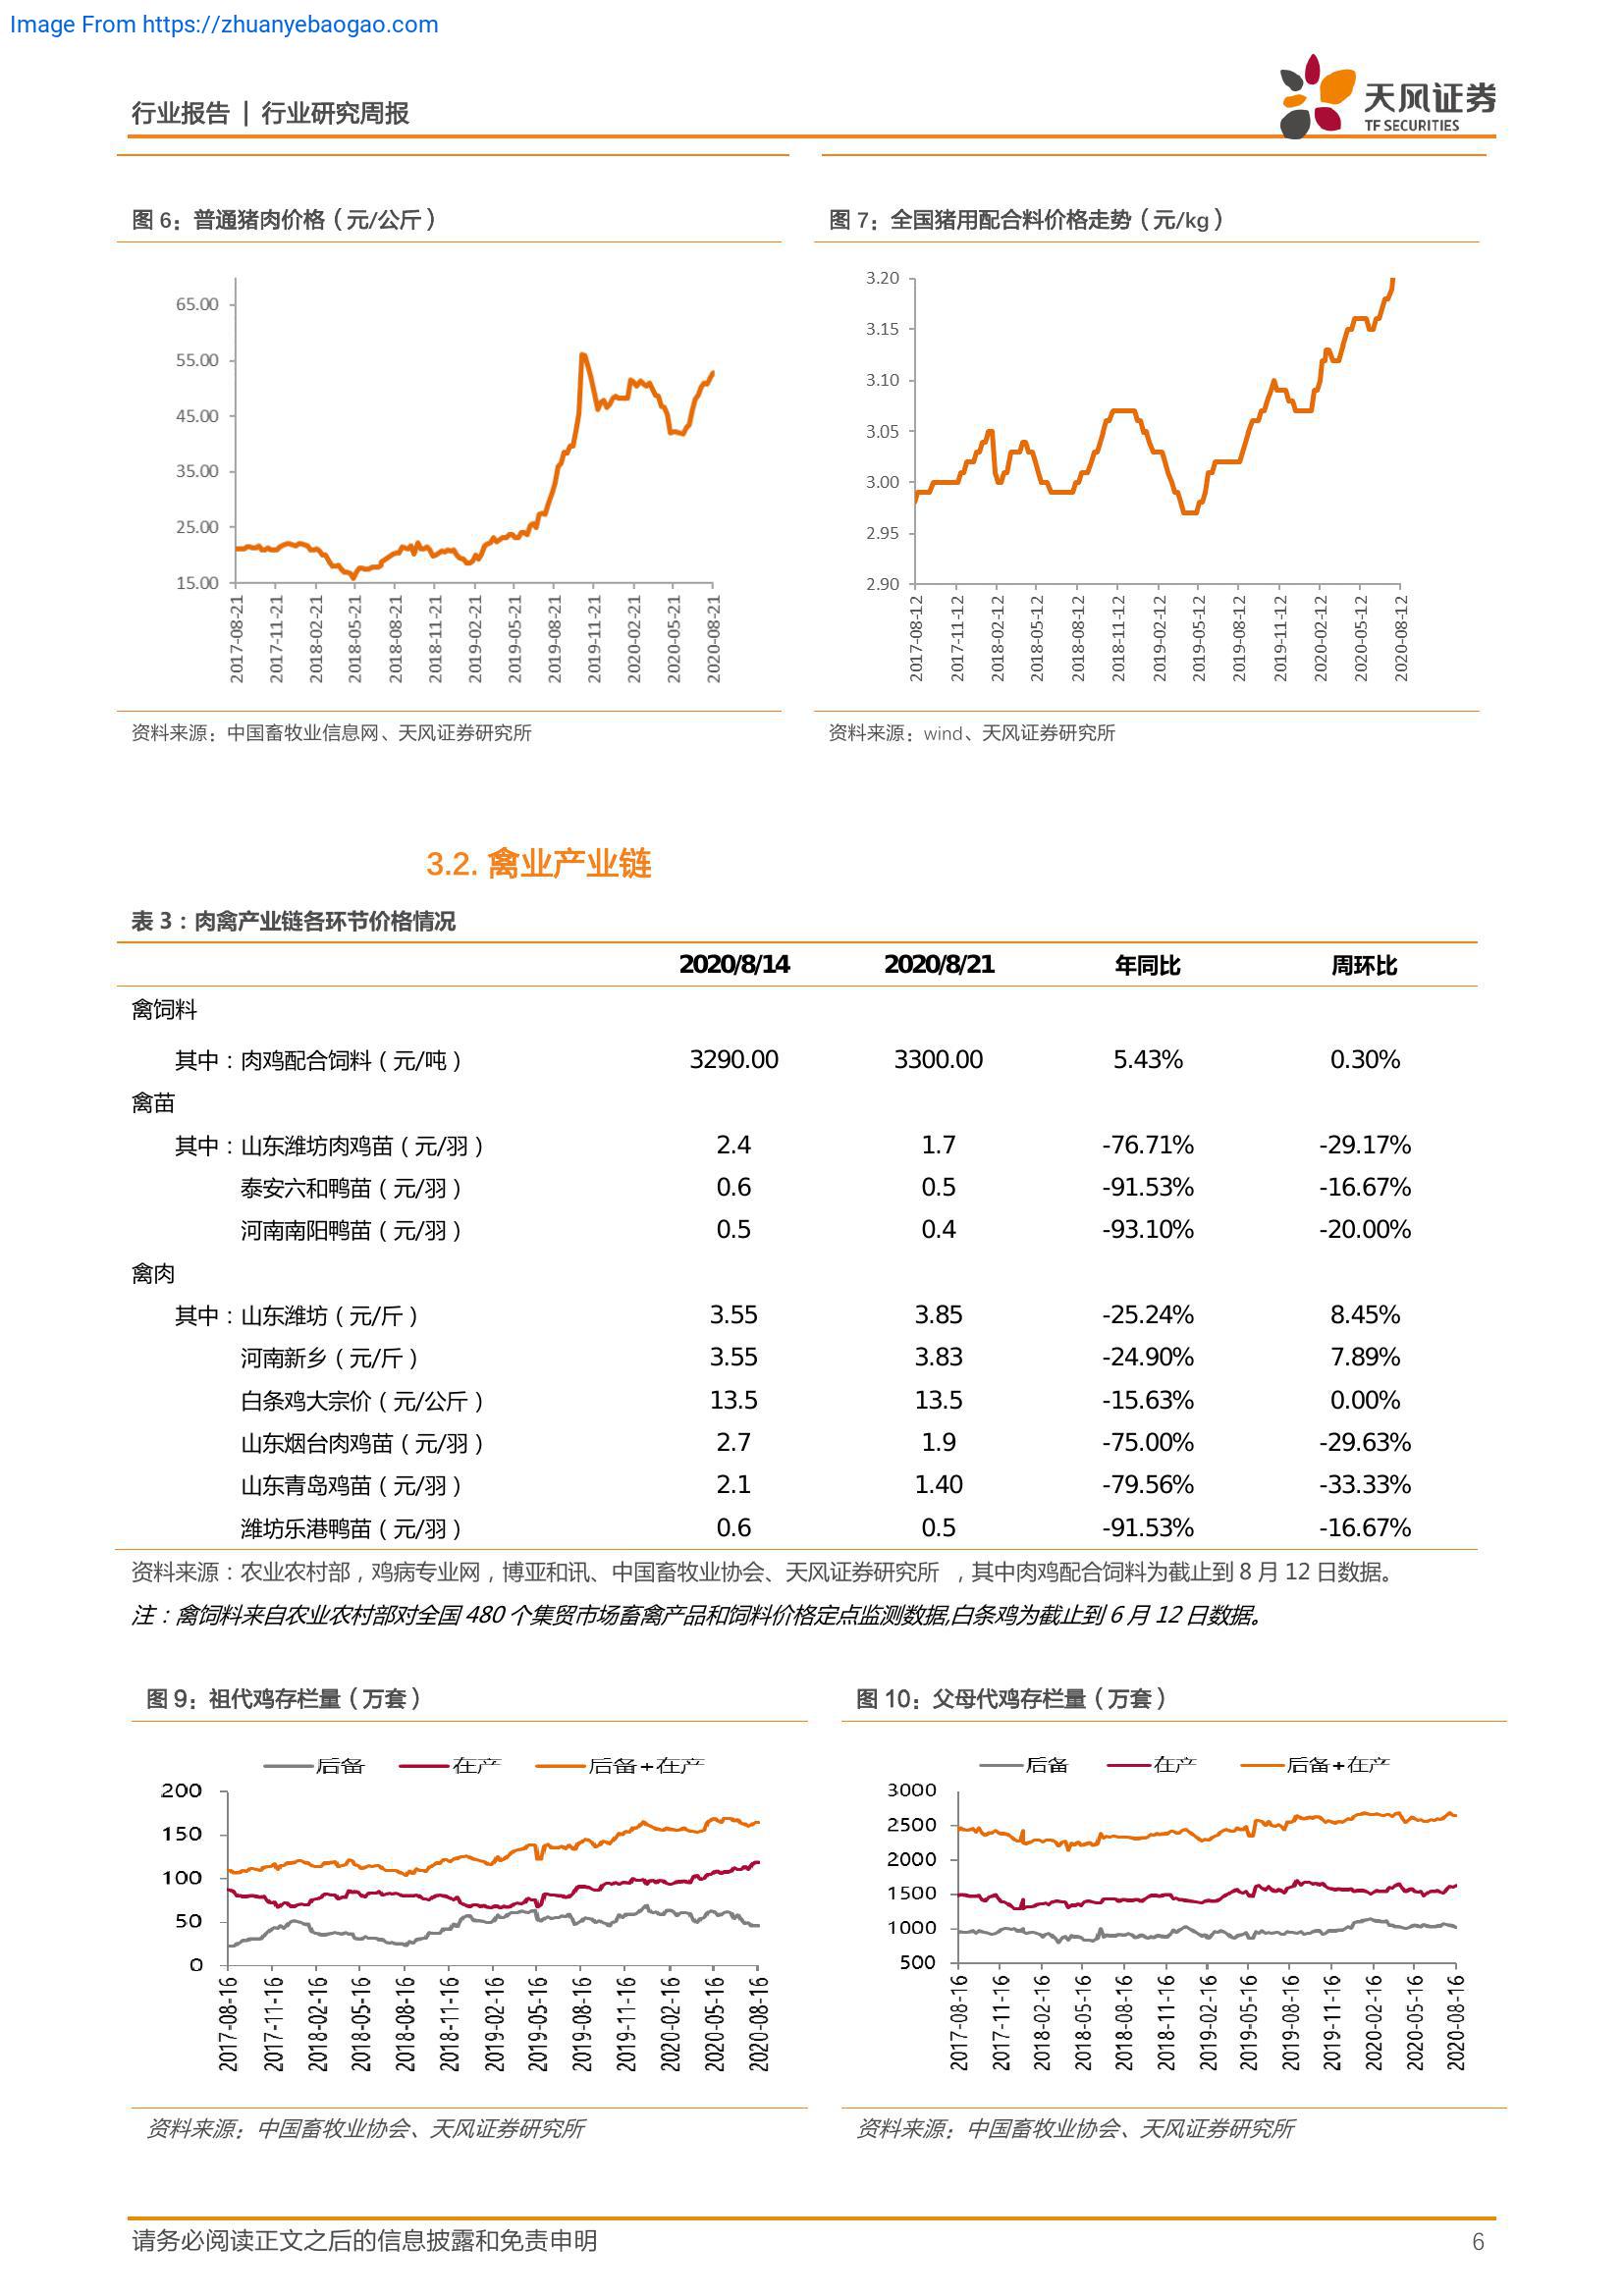 Image From https://zhuanyebaogao.com
行业报告 | 行业研究周报
天风证券
TF SECURITIES
图 6：普通猪肉价格（元/公斤）
65.00
55.00
45.00
35.00
25.00
15.00
2017-08-21
2017-11-21
2018-02-21
2018-05-21
2018-08-21
2018-11-21
2019-02-21
2019-05-21
2019-08-21
2019-11-21
2020-02-21
2020-05-21
2020-08-21
资料来源：中国畜牧业信息网、天风证券研究所
图 7：全国猪用配合料价格走势（元/kg）
3.20
3.15
3.10
3.05
3.00
2.95
2.90
2017-08-12
2017-11-12
2018-02-12
2018-05-12
2018-08-12
2018-11-12
2019-02-12
2019-05-12
2019-08-12
2019-11-12
2020-02-12
2020-05-12
2020-08-12
资料来源：wind、天风证券研究所
3.2. 禽业产业链
表 3：肉禽产业链各环节价格情况
2020/8/14 2020/8/21 年同比 周环比
禽饲料
其中：肉鸡配合饲料（元/吨） 3290.00 3300.00 5.43% 0.30%
禽苗
其中：山东潍坊肉鸡苗（元/羽） 2.4 1.7 -76.71% -29.17%
泰安六和鸭苗（元/羽） 0.6 0.5 -91.53% -16.67%
河南南阳鸭苗（元/羽） 0.5 0.4 -93.10% -20.00%
禽肉
其中：山东潍坊（元/斤） 3.55 3.85 -25.24% 8.45%
河南新乡（元/斤） 3.55 3.83 -24.90% 7.89%
白条鸡大宗价（元/公斤） 13.5 13.5 -15.63% 0.00%
山东烟台肉鸡苗（元/羽） 2.7 1.9 -75.00% -29.63%
山东青岛鸡苗（元/羽） 2.1 1.40 -79.56% -33.33%
潍坊乐港鸭苗（元/羽） 0.6 0.5 -91.53% -16.67%
资料来源：农业农村部，鸡病专业网，博亚和讯、中国畜牧业协会、天风证券研究所 ，其中肉鸡配合饲料为截止到 8 月 12 日数据。
注：禽饲料来自农业农村部对全国 480 个集贸市场畜禽产品和饲料价格定点监测数据,白条鸡为截止到 6 月 12 日数据。
图 9：祖代鸡存栏量（万套）
后备 在产 后备+在产
200
150
100
50
0
2017-08-16
2017-11-16
2018-02-16
2018-05-16
2018-08-16
2018-11-16
2019-02-16
2019-05-16
2019-08-16
2019-11-16
2020-02-16
2020-05-16
2020-08-16
资料来源：中国畜牧业协会、天风证券研究所
图 10：父母代鸡存栏量（万套）
后备 在产 后备+在产
3000
2500
2000
1500
1000
500
2017-08-16
2017-11-16
2018-02-16
2018-05-16
2018-08-16
2018-11-16
2019-02-16
2019-05-16
2019-08-16
2019-11-16
2020-02-16
2020-05-16
2020-08-16
资料来源：中国畜牧业协会、天风证券研究所
请务必阅读正文之后的信息披露和免责申明 6